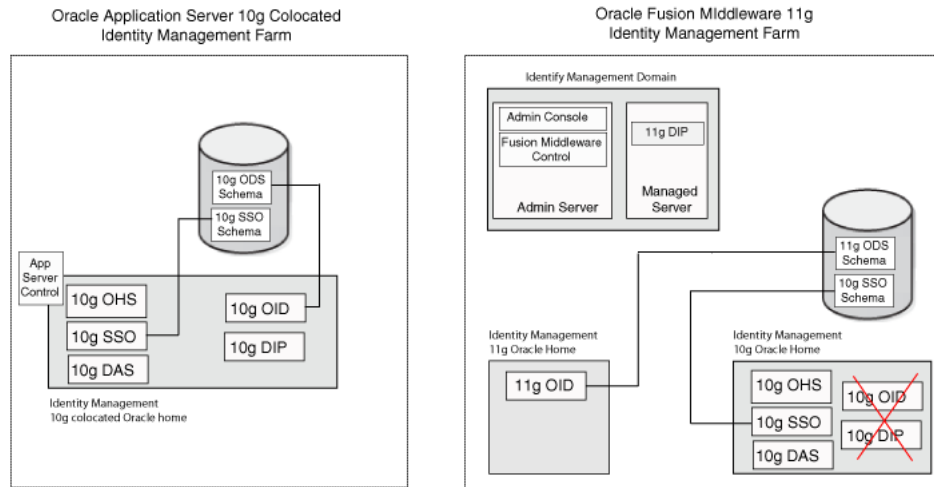 Oracle Application Server 10g Colocated
Identity Management Farm
10g ODS
Schema
10g SSO
Schema
App
Server
Control
10g OHS
10g SSO
10g DAS
10g OID
10g DIP
Identity Management
10g colocated Oracle home
Oracle Fusion MIddleware 11g
Identity Management Farm
Identify Management Domain
Admin Console
Fusion Middleware
Control
Admin Server
11g DIP
Managed
Server
11g ODS
Schema
10g SSO
Schema
Identity Management
11g Oracle Home
11g OID
Identity Management
10g Oracle Home
10g OHS
10g SSO
10g DAS
10g OID
10g DIP